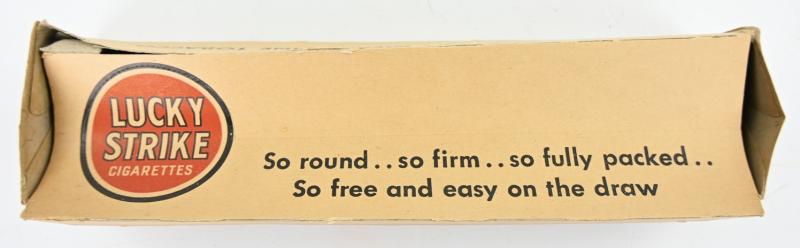 LUCKY
STRIKE
CIGARETTES
So round..so firm..so fully packed..
So free and easy on the draw